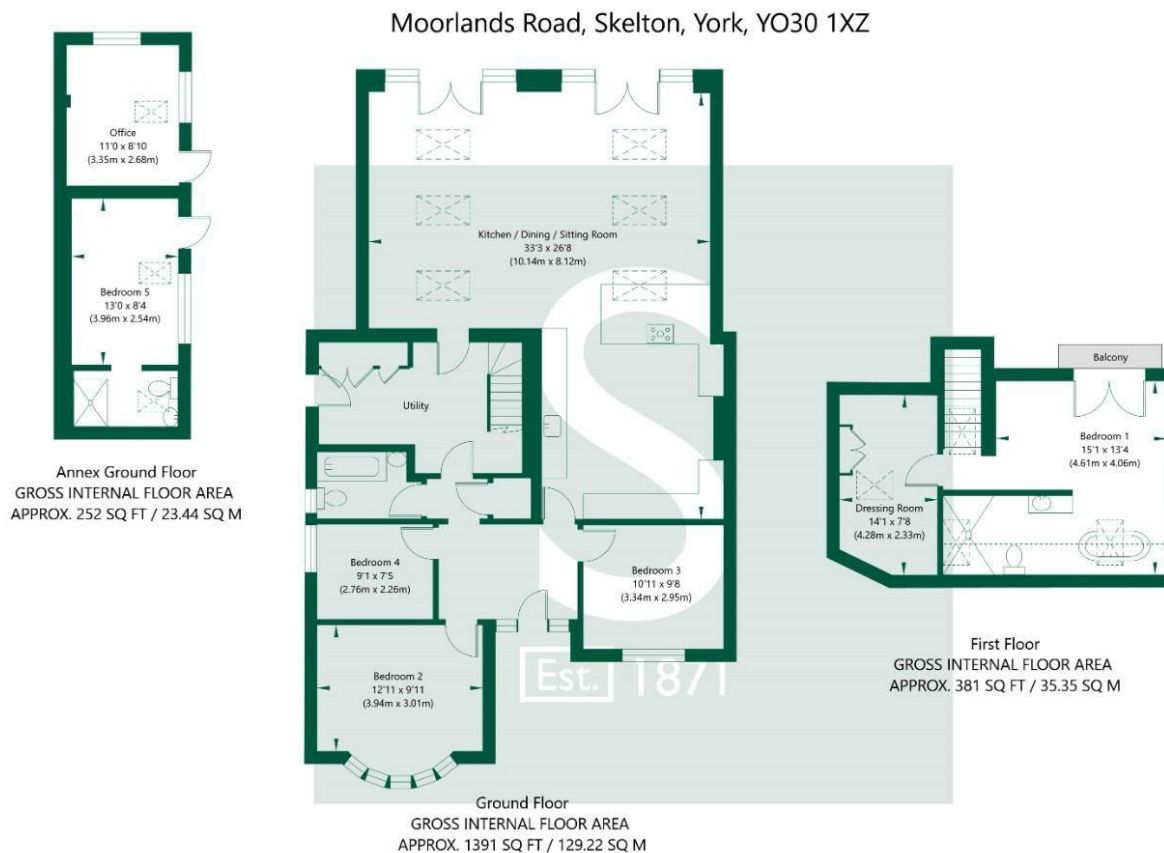 Moorlands Road, Skelton, York, YO30 1XZ
Office
11'0 x 8'10
(3.35m x 2.68m)
Bedroom 5
13'0 x 8'4
(3.96m x 2.54m)
Annex Ground Floor
GROSS INTERNAL FLOOR AREA
APPROX. 252 SQ FT / 23.44 SQ M
Kitchen / Dining / Sitting Room
33'3 x 26'8
(10.14m x 8.12m)
Utility
Bedroom 4
9'1 x 7'5
(2.76m x 2.26m)
Bedroom 3
10'11 x 9'8
(3.34m x 2.95m)
Bedroom 2
12'11 x 9'11
(3.94m x 3.01m)
S
Est. 1871
Ground Floor
GROSS INTERNAL FLOOR AREA
APPROX. 1391 SQ FT / 129.22 SQ M
Balcony
Bedroom 1
15'1 x 13'4
(4.61m x 4.06m)
Dressing Room
14'1 x 7'8
(4.28m x 2.33m)
First Floor
GROSS INTERNAL FLOOR AREA
APPROX. 381 SQ FT / 35.35 SQ M